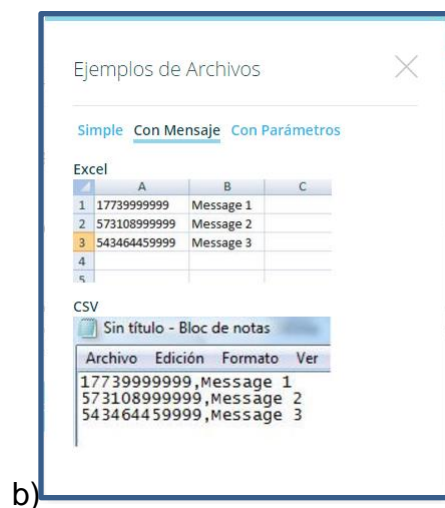 Ejemplos de Archivos
Simple Con Mensaje Con Parámetros
Excel
A B C
1 17739999999 Message 1
2 573108999999 Message 2
3 543464459999 Message 3
4
5
CSV
Sin título - Bloc de notas
Archivo Edición Formato Ver
17739999999,Message 1
573108999999,Message 2
543464459999,Message 3
b)